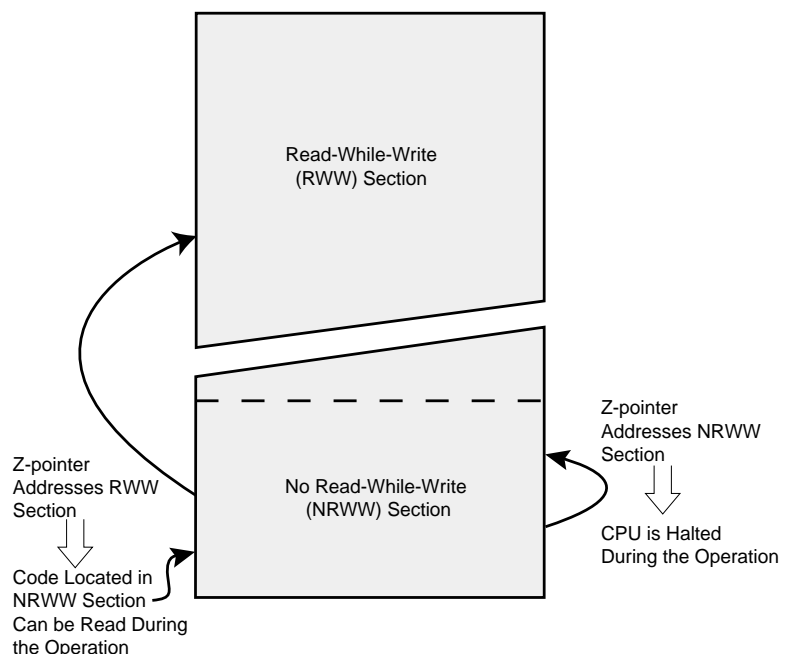 Read-While-Write
(RWW) Section
Z-pointer
Addresses NRWW
Section
Z-pointer
Addresses RWW
Section
No Read-While-Write
(NRWW) Section
CPU is Halted
During the Operation
Code Located in
NRWW Section
Can be Read During
the Operation